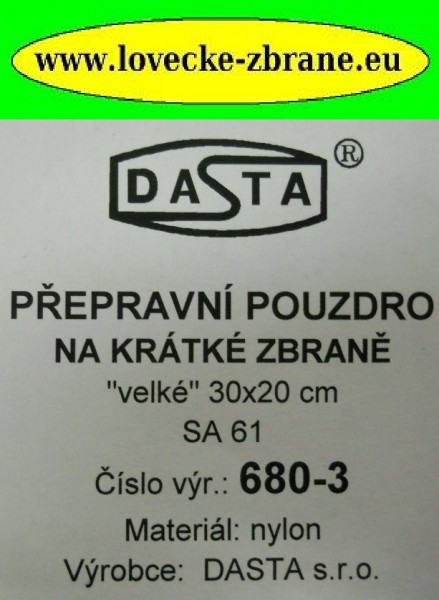 www.lovecke-zbrane.eu
DASTA ®
PŘEPRAVNÍ POUZDRO
NA KRÁTKÉ ZBRANĚ
"velké" 30x20 cm
SA 61
Číslo výr.: 680-3
Materiál: nylon
Výrobce: DASTA s.r.o.